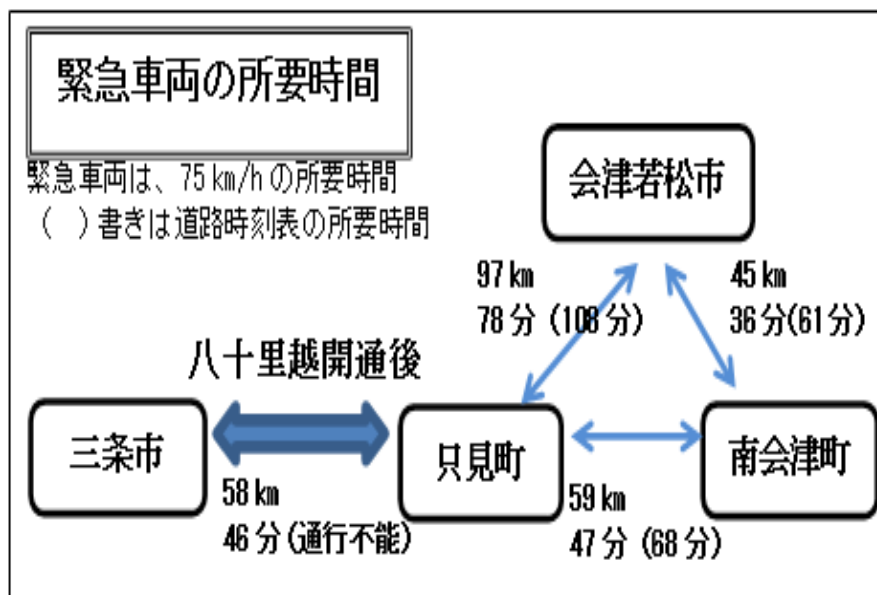 緊急車両の所要時間
緊急車両は、75㎞/hの所要時間
（　）書きは道路時刻表の所要時間
会津若松市
97㎞
78分（108分）
45㎞
36分(61分)
八十里越開通後
三条市
只見町
南会津町
58㎞
46分(通行不能)
59㎞
47分（68分）